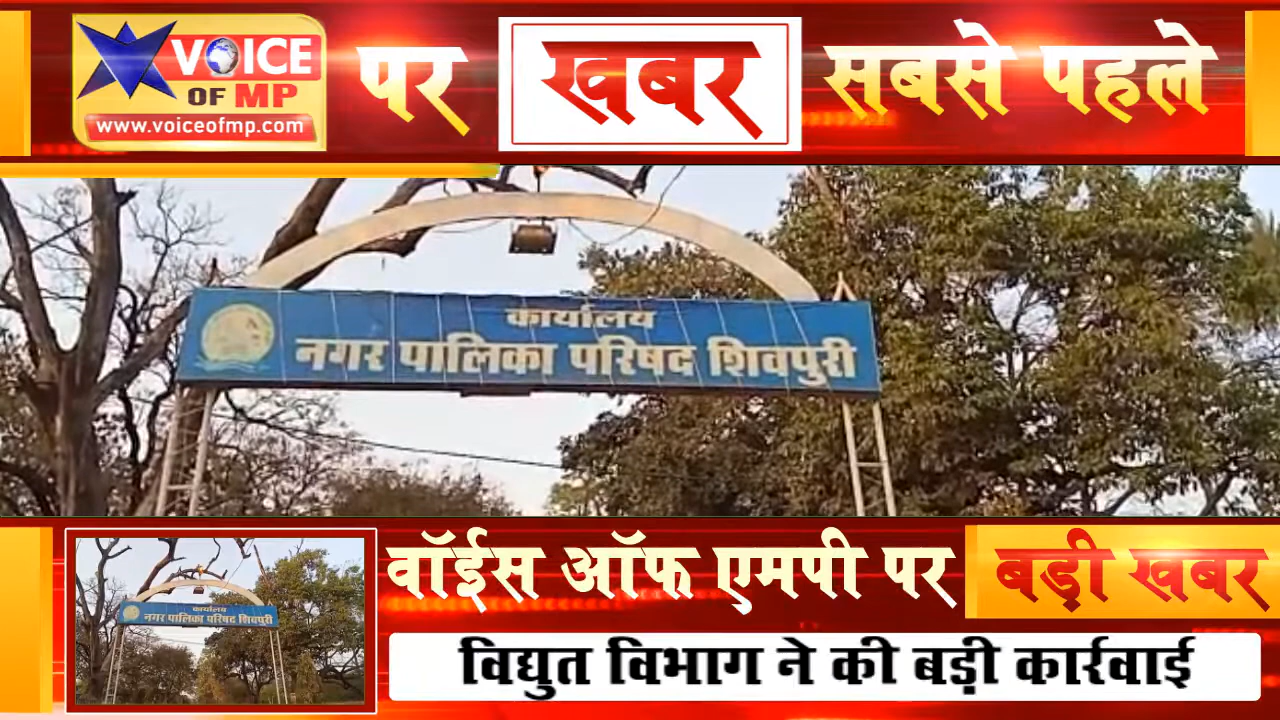 VOICE
OF MP
www.voiceofmp.com
पर खबर सबसे पहले
कार्यालय
नगर पालिका परिषद शिवपुरी
कार्यालय
नगर पालिका परिषद शिवपुरी
वॉईस ऑफ एमपी पर बड़ी खबर
विद्युत विभाग ने की बड़ी कार्रवाई